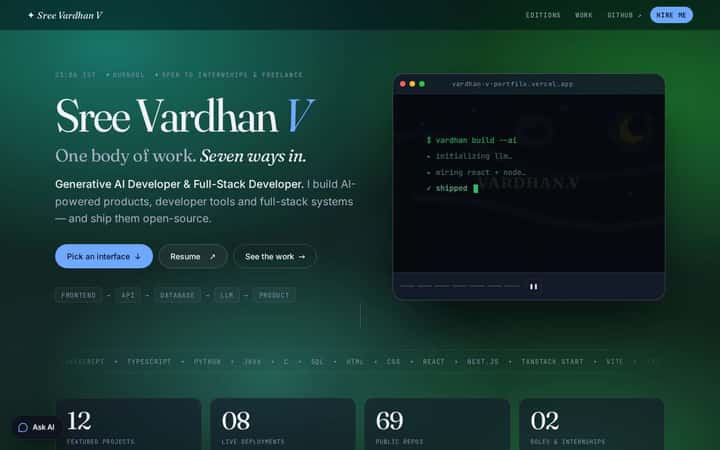 ✦ Sree Vardhan V
EDITIONS WORK GITHUB ↗ HIRE ME
23:06 IST • KURNOOL • OPEN TO INTERNSHIPS & FREELANCE
Sree Vardhan V
One body of work. Seven ways in.
Generative AI Developer & Full-Stack Developer. I build AI-
powered products, developer tools and full-stack systems
— and ship them open-source.
Pick an interface ↓ Resume ↗ See the work →
FRONTEND → API → DATABASE → LLM → PRODUCT
vardhan-v-portfilo.vercel.app
$ vardhan build --ai
▸ initializing llm…
▸ wiring react + node…
✓ shipped
VARDHAN.V
JAVASCRIPT • TYPESCRIPT • PYTHON • JAVA • C • SQL • HTML • CSS • REACT • NEXT.JS • TANSTACK START • VITE
12
FEATURED PROJECTS
08
LIVE DEPLOYMENTS
69
PUBLIC REPOS
02
ROLES & INTERNSHIPS
Ask AI